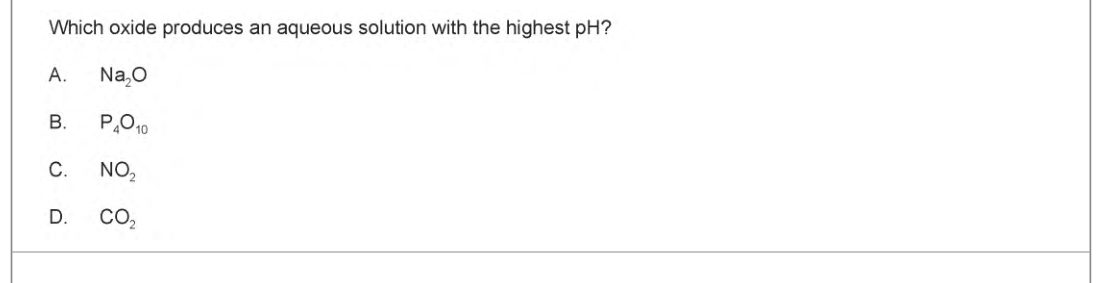 Which oxide produces an aqueous solution with the highest pH?
A. Na₂O
B. P₄O₁₀
C. NO₂
D. CO₂